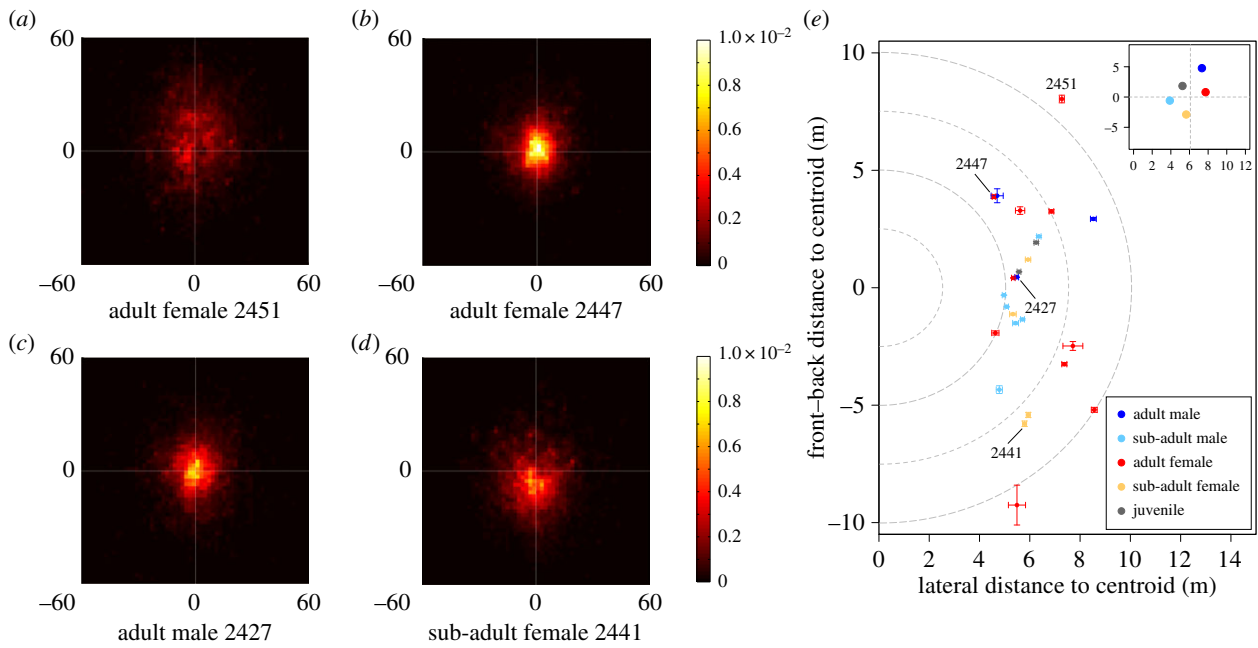 (a)
60
0
–60
0
60
adult female 2451
(b)
60
0
0
60
adult female 2447
1.0 × 10⁻²
0.8
0.6
0.4
0.2
0
(c)
60
0
–60
0
60
adult male 2427
(d)
60
0
–60
0
60
sub-adult female 2441
1.0 × 10⁻²
0.8
0.6
0.4
0.2
0
(e)
10
5
0
–5
–10
front–back distance to centroid (m)
0 2 4 6 8 10 12 14
lateral distance to centroid (m)
2451
2447
2427
2441
5
0
–5
0 2 4 6 8 10 12
adult male
sub-adult male
adult female
sub-adult female
juvenile